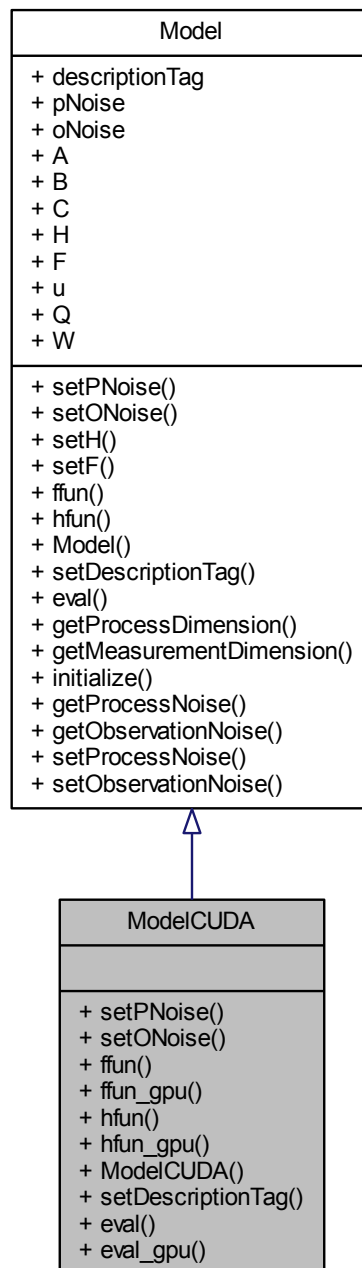 Model
+ descriptionTag
+ pNoise
+ oNoise
+ A
+ B
+ C
+ H
+ F
+ u
+ Q
+ W
+ setPNoise()
+ setONoise()
+ setH()
+ setF()
+ ffun()
+ hfun()
+ Model()
+ setDescriptionTag()
+ eval()
+ getProcessDimension()
+ getMeasurementDimension()
+ initialize()
+ getProcessNoise()
+ getObservationNoise()
+ setProcessNoise()
+ setObservationNoise()
ModelCUDA
+ setPNoise()
+ setONoise()
+ ffun()
+ ffun_gpu()
+ hfun()
+ hfun_gpu()
+ ModelCUDA()
+ setDescriptionTag()
+ eval()
+ eval_gpu()